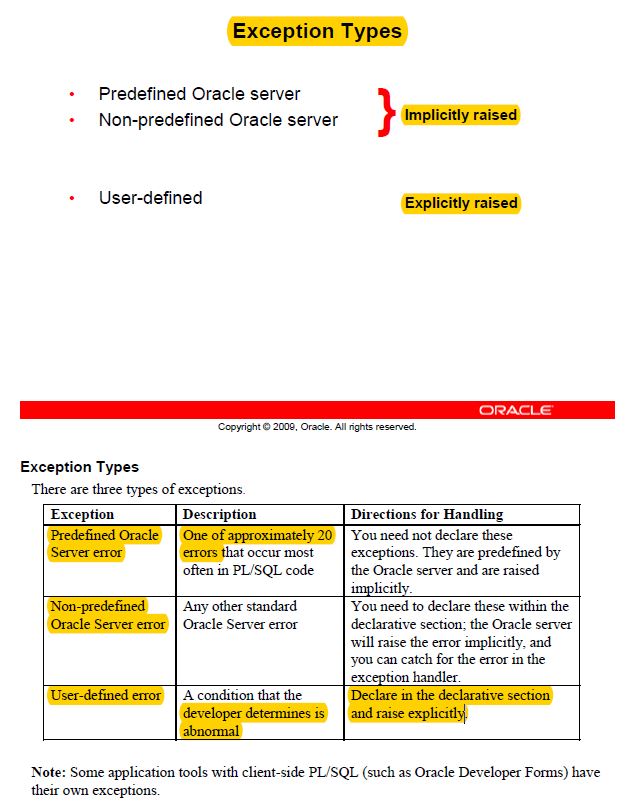 Exception Types
• Predefined Oracle server
• Non-predefined Oracle server
} Implicitly raised
• User-defined
Explicitly raised
ORACLE
Copyright © 2009, Oracle. All rights reserved.
Exception Types
There are three types of exceptions.
Exception Description Directions for Handling
Predefined Oracle
Server error
One of approximately 20
errors that occur most
often in PL/SQL code
You need not declare these
exceptions. They are predefined by
the Oracle server and are raised
implicitly.
Non-predefined
Oracle Server error
Any other standard
Oracle Server error
You need to declare these within the
declarative section; the Oracle server
will raise the error implicitly, and
you can catch for the error in the
exception handler.
User-defined error
A condition that the
developer determines is
abnormal
Declare in the declarative section
and raise explicitly.
Note: Some application tools with client-side PL/SQL (such as Oracle Developer Forms) have
their own exceptions.